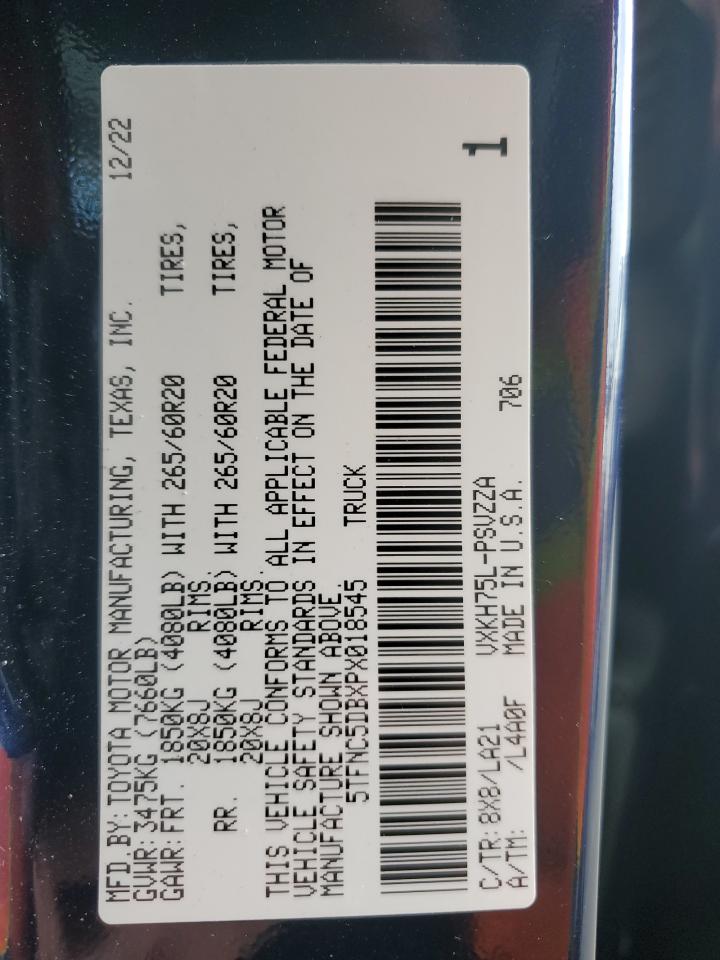 MFD.BY:TOYOTA MOTOR MANUFACTURING, TEXAS, INC. 12/22
GVWR:3475KG (7660LB)
GAWR:FRT. 1850KG (4080LB) WITH 265/60R20 TIRES,
20X8J RIMS.
RR. 1850KG (4080LB) WITH 265/60R20 TIRES,
20X8J RIMS.
THIS VEHICLE CONFORMS TO ALL APPLICABLE FEDERAL MOTOR
VEHICLE SAFETY STANDARDS IN EFFECT ON THE DATE OF
MANUFACTURE SHOWN ABOVE.
5TFNC5DBXPX018545 TRUCK
C/TR:8X8/LA21 VXKH75L-PSVZZA 1
A/TM: /L4A0F MADE IN U.S.A. 706